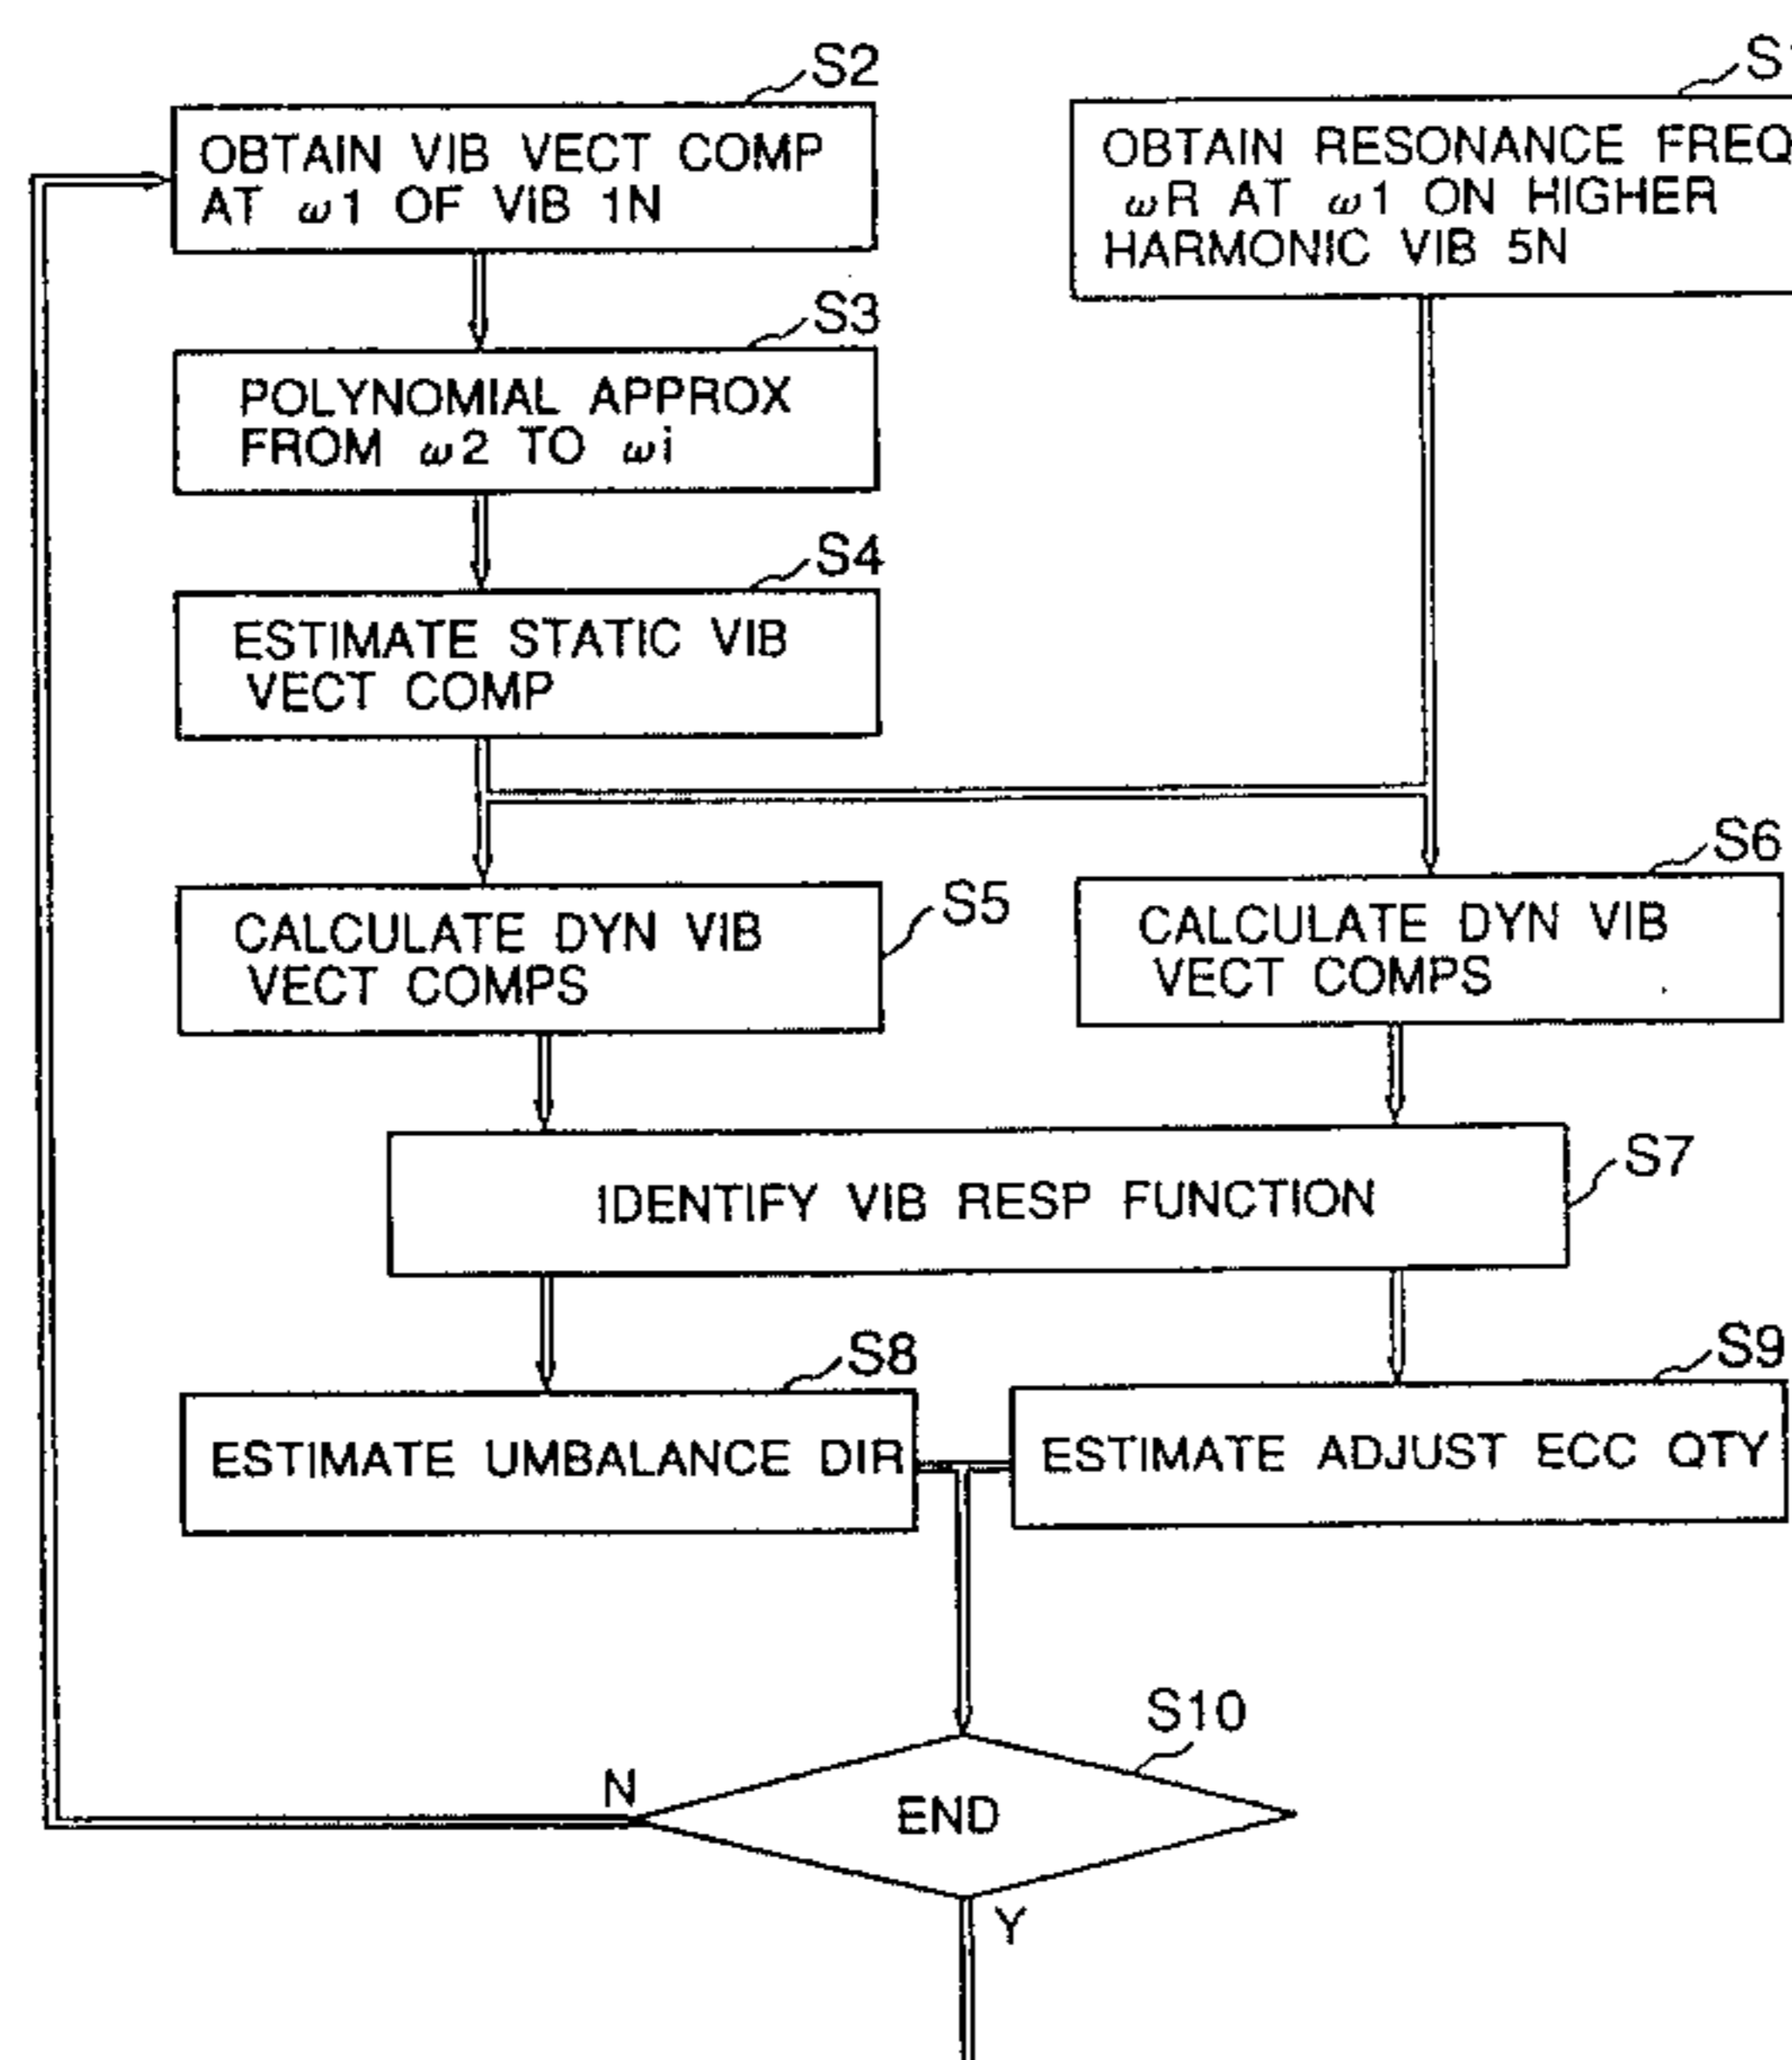 S2
OBTAIN VIB VECT COMP
AT ω1 OF VIB 1N
OBTAIN RESONANCE FREQ
ωR AT ω1 ON HIGHER
HARMONIC VIB 5N
S3
POLYNOMIAL APPROX
FROM ω2 TO ωi
S4
ESTIMATE STATIC VIB
VECT COMP
S5
CALCULATE DYN VIB
VECT COMPS
S6
CALCULATE DYN VIB
VECT COMPS
S7
IDENTIFY VIB RESP FUNCTION
S8
ESTIMATE UMBALANCE DIR
S9
ESTIMATE ADJUST ECC QTY
S10
END
N
Y